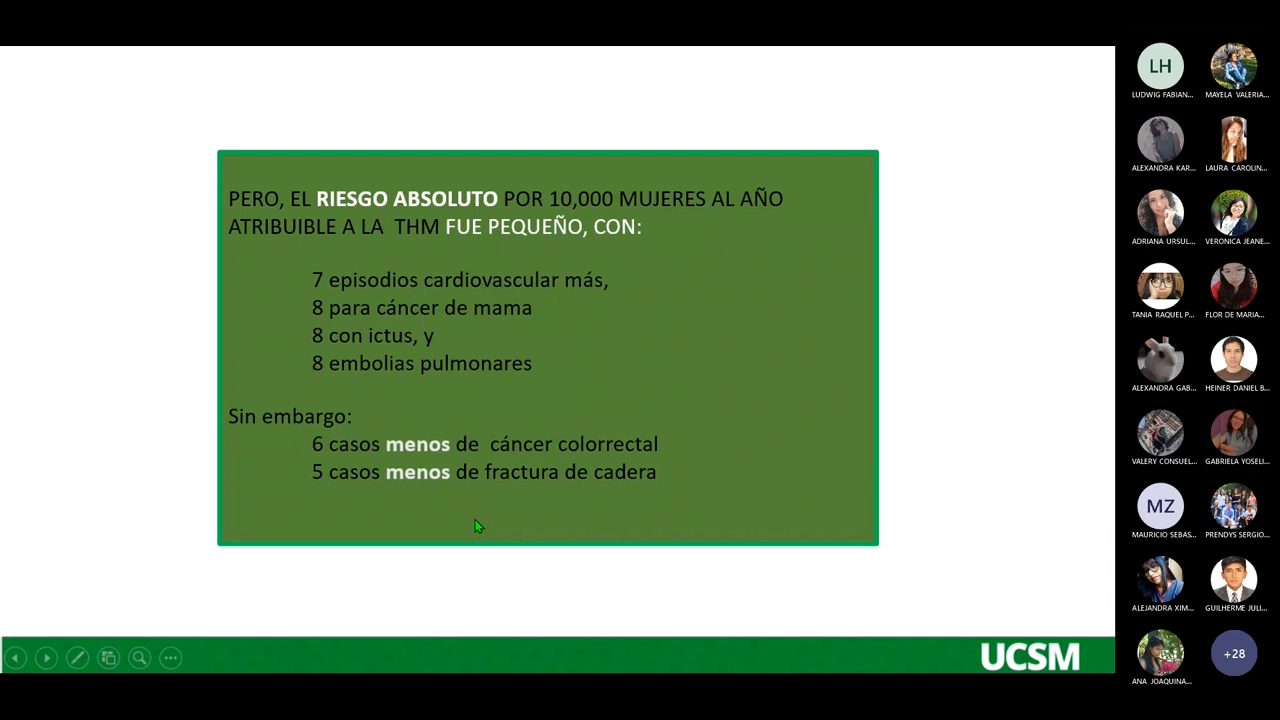 PERO, EL RIESGO ABSOLUTO POR 10,000 MUJERES AL AÑO
ATRIBUIBLE A LA THM FUE PEQUEÑO, CON:
7 episodios cardiovascular más,
8 para cáncer de mama
8 con ictus, y
8 embolias pulmonares
Sin embargo:
6 casos menos de cáncer colorrectal
5 casos menos de fractura de cadera
UCSM
LH
LUDWIG FABIAN...
MAYELA VALERIA...
ALEXANDRA KAR...
LAURA CAROLIN...
ADRIANA URSUL...
VERONICA JEANE...
TANIA RAQUEL P...
FLOR DE MARIA...
ALEXANDRA GAB...
HEINER DANIEL B...
VALERY CONSUEL...
GABRIELA YOSELI...
MZ
MAURICIO SEBAS...
PRENDYS SERGIO...
ALEJANDRA XIM...
GUILHERME JULI...
ANA JOAQUINA...
+28